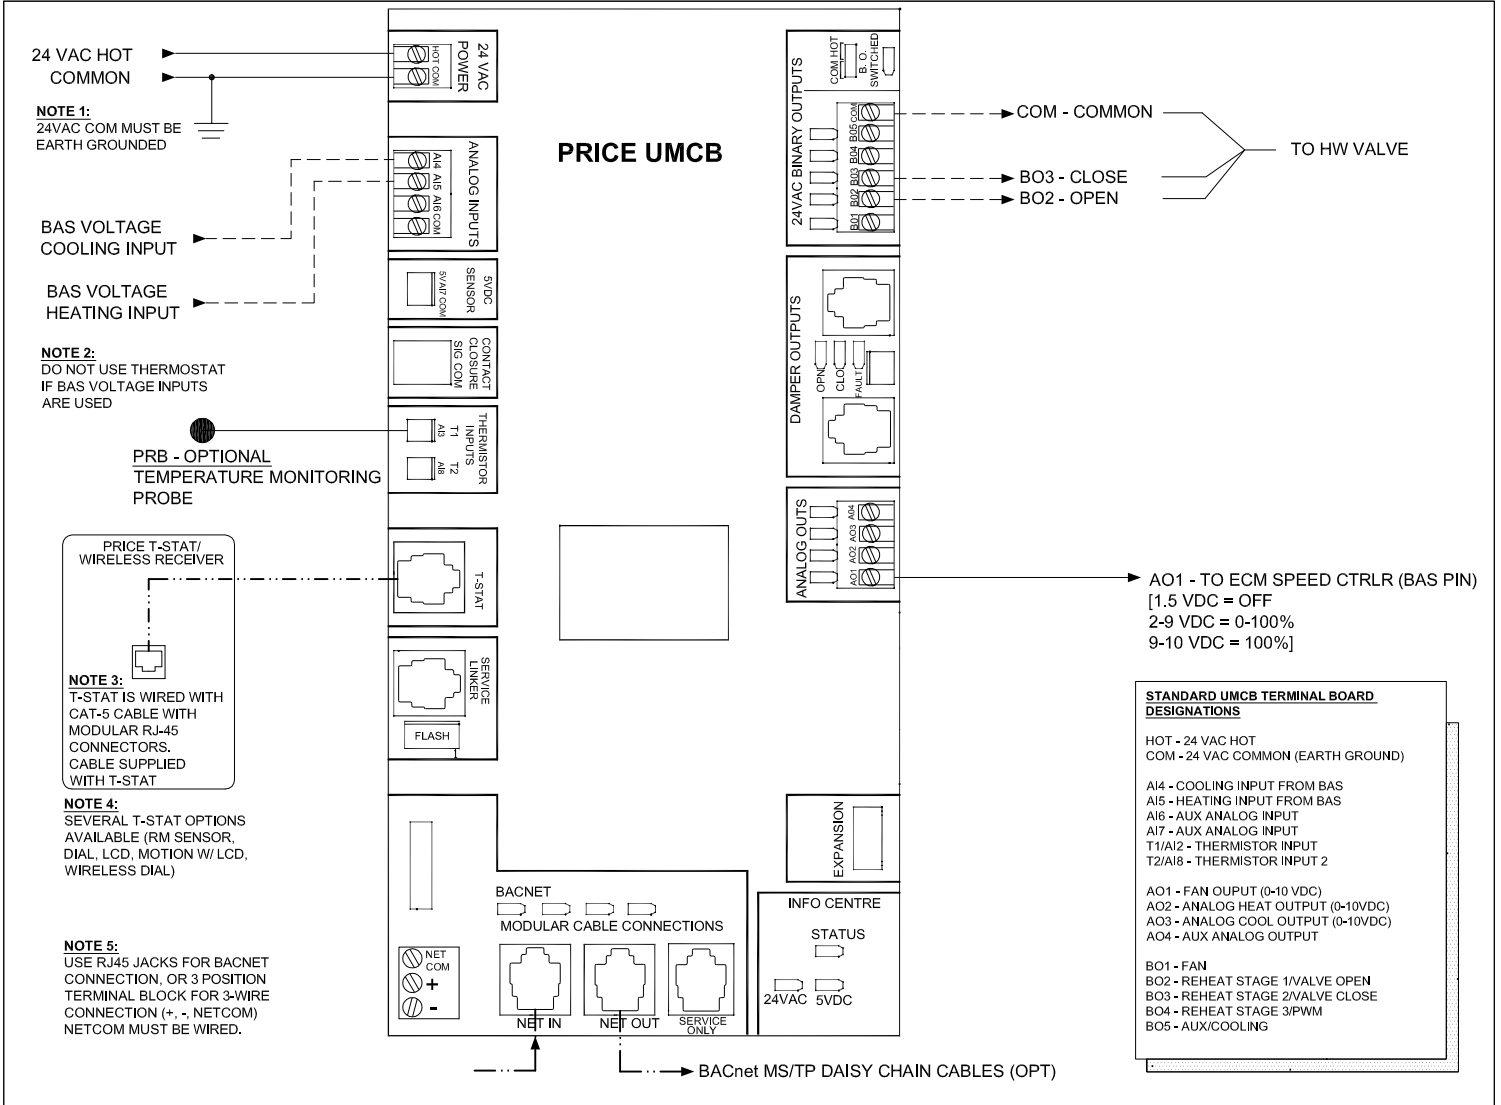 24 VAC HOT
COMMON
NOTE 1:
24VAC COM MUST BE
EARTH GROUNDED
BAS VOLTAGE
COOLING INPUT
BAS VOLTAGE
HEATING INPUT
NOTE 2:
DO NOT USE THERMOSTAT
IF BAS VOLTAGE INPUTS
ARE USED
PRB - OPTIONAL
TEMPERATURE MONITORING
PROBE
PRICE T-STAT/
WIRELESS RECEIVER
NOTE 3:
T-STAT IS WIRED WITH
CAT-5 CABLE WITH
MODULAR RJ-45
CONNECTORS.
CABLE SUPPLIED
WITH T-STAT
NOTE 4:
SEVERAL T-STAT OPTIONS
AVAILABLE (RM SENSOR,
DIAL, LCD, MOTION W/ LCD,
WIRELESS DIAL)
NOTE 5:
USE RJ45 JACKS FOR BACNET
CONNECTION, OR 3 POSITION
TERMINAL BLOCK FOR 3-WIRE
CONNECTION (+, -, NETCOM)
NETCOM MUST BE WIRED.
24 VAC
POWER
HOT COM
ANALOG INPUTS
AI4 AI5 AI6 COM
5VDC
SENSOR
5V AI7 COM
CONTACT
CLOSURE
SIG COM
THERMISTOR
INPUTS
T1 T2
AI3 AI8
T-STAT
SERVICE
LINKER
FLASH
PRICE UMCB
BACNET
MODULAR CABLE CONNECTIONS
NET
COM
+
-
NET IN
NET OUT
SERVICE
ONLY
BACnet MS/TP DAISY CHAIN CABLES (OPT)
COM HOT
B. O.
SWITCHED
24VAC BINARY OUTPUTS
BO1 BO2 BO3 BO4 BO5 COM
DAMPER OUTPUTS
OPN
CLO
FAULT
ANALOG OUTS
AO1 AO2 AO3 AO4
EXPANSION
INFO CENTRE
STATUS
24VAC
5VDC
COM - COMMON
BO3 - CLOSE
BO2 - OPEN
TO HW VALVE
AO1 - TO ECM SPEED CTRLR (BAS PIN)
[1.5 VDC = OFF
2-9 VDC = 0-100%
9-10 VDC = 100%]
STANDARD UMCB TERMINAL BOARD
DESIGNATIONS
HOT - 24 VAC HOT
COM - 24 VAC COMMON (EARTH GROUND)
AI4 - COOLING INPUT FROM BAS
AI5 - HEATING INPUT FROM BAS
AI6 - AUX ANALOG INPUT
AI7 - AUX ANALOG INPUT
T1/AI2 - THERMISTOR INPUT
T2/AI8 - THERMISTOR INPUT 2
AO1 - FAN OUPUT (0-10 VDC)
AO2 - ANALOG HEAT OUTPUT (0-10VDC)
AO3 - ANALOG COOL OUTPUT (0-10VDC)
AO4 - AUX ANALOG OUTPUT
BO1 - FAN
BO2 - REHEAT STAGE 1/VALVE OPEN
BO3 - REHEAT STAGE 2/VALVE CLOSE
BO4 - REHEAT STAGE 3/PWM
BO5 - AUX/COOLING